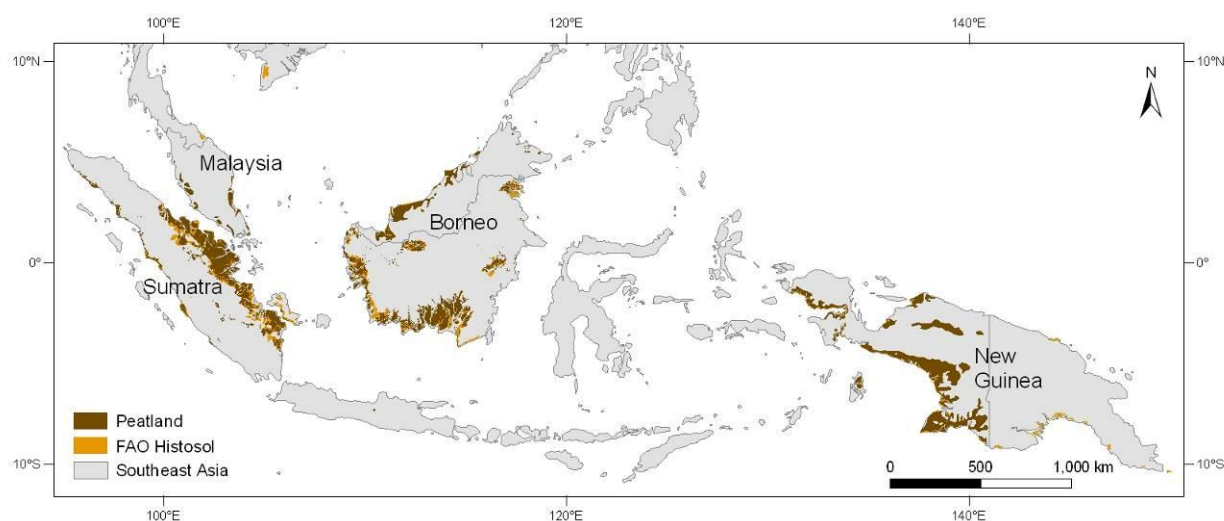 100°E
120°E
140°E
10°N
10°N
N
Malaysia
Borneo
0°
0°
Sumatra
New
Guinea
Peatland
FAO Histosol
Southeast Asia
0 500 1,000 km
10°S
10°S
100°E
120°E
140°E